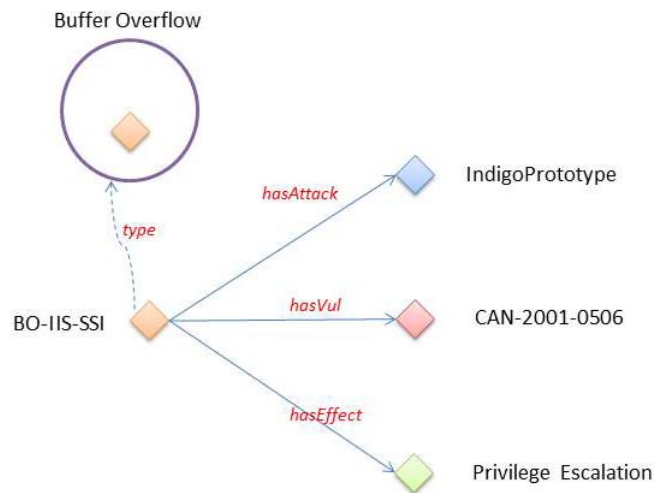 Buffer Overflow
hasAttack
IndigoPrototype
type
BO-IIS-SSI
hasVul
CAN-2001-0506
hasEffect
Privilege Escalation